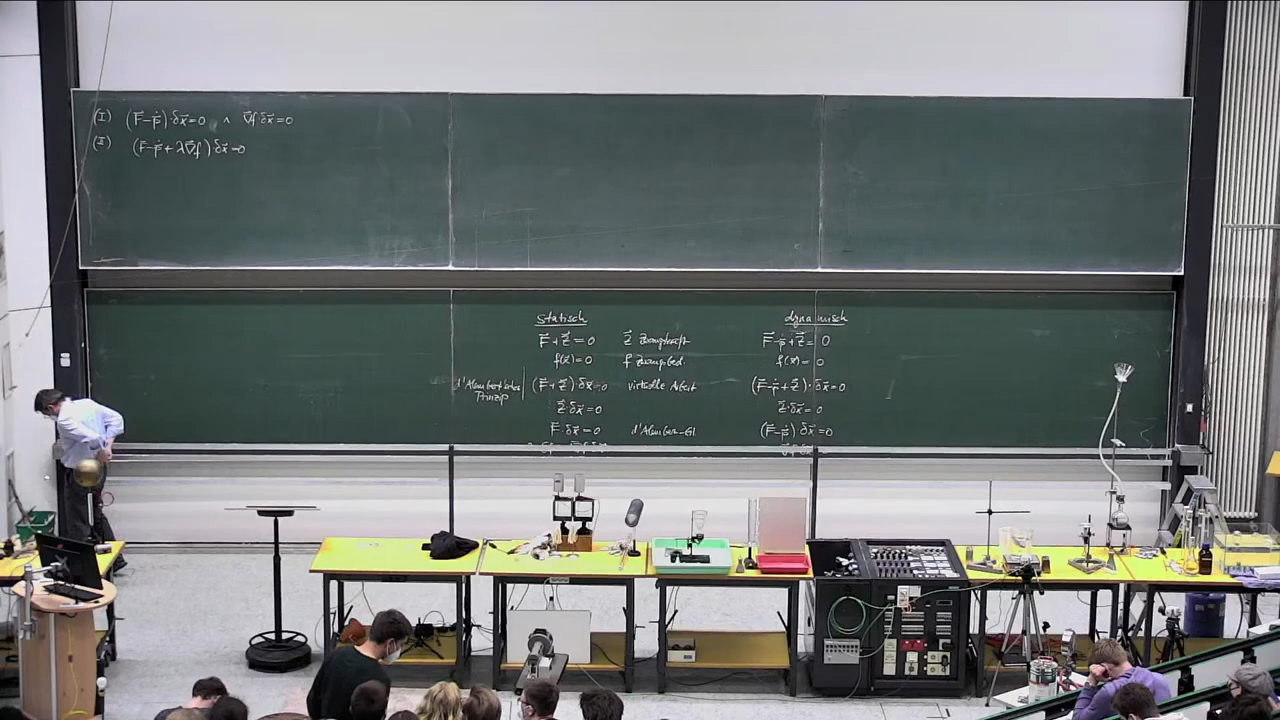 (I) (F⃗-ṗ⃗)·δx⃗=0 ∧ ∇⃗f·δx⃗=0
(II) (F⃗-ṗ⃗+λ∇⃗f)δx⃗=0
statisch dynamisch
F⃗+Z⃗=0 Z⃗ Zwangskraft F⃗-ṗ⃗+Z⃗=0
f(x⃗)=0 f Zwangsbed. f(x⃗)=0
d'Alembertsches Prinzip (F⃗+Z⃗)·δx⃗=0 virtuelle Arbeit (F⃗-ṗ⃗+Z⃗)·δx⃗=0
Z⃗·δx⃗=0 Z⃗·δx⃗=0
F⃗·δx⃗=0 d'Alember-Gl (F⃗-ṗ⃗)δx⃗=0